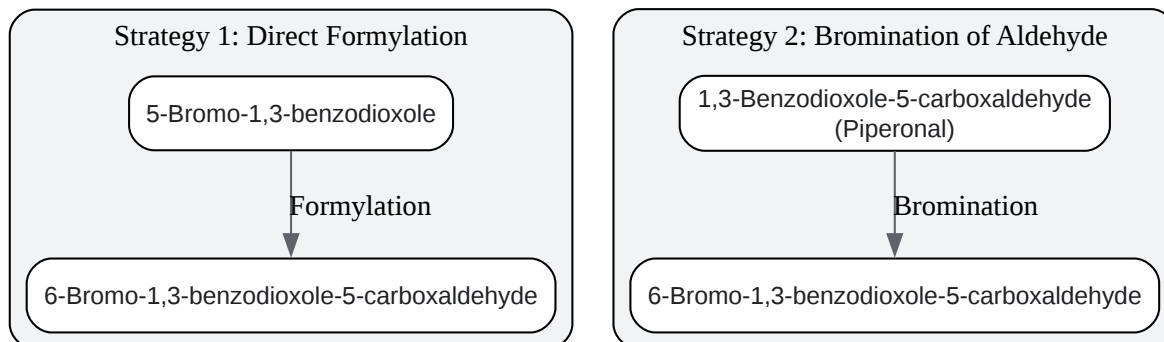 Strategy 1: Direct Formylation
5-Bromo-1,3-benzodioxole
Formylation
6-Bromo-1,3-benzodioxole-5-carboxaldehyde
Strategy 2: Bromination of Aldehyde
1,3-Benzodioxole-5-carboxaldehyde
(Piperonal)
Bromination
6-Bromo-1,3-benzodioxole-5-carboxaldehyde